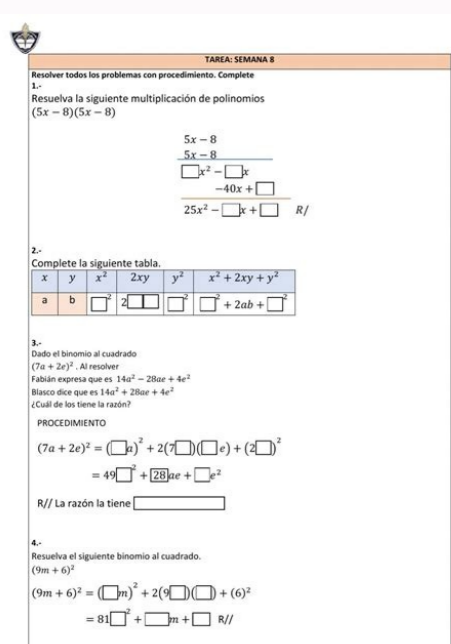 TAREA: SEMANA 8
Resolver todos los problemas con procedimiento. Complete
1.-
Resuelva la siguiente multiplicación de polinomios
(5x − 8)(5x − 8)
5x − 8
5x − 8
□x² − □x
−40x + □
25x² − □x + □ R/
2.-
Complete la siguiente tabla.
x y x² 2xy y² x² + 2xy + y²
a b □² 2□□ □² □² + 2ab + □²
3.-
Dado el binomio al cuadrado
(7a + 2e)² . Al resolver
Fabián expresa que es 14a² − 28ae + 4e²
Blasco dice que es 14a² + 28ae + 4e²
¿Cuál de los tiene la razón?
PROCEDIMIENTO
(7a + 2e)² = (□a)² + 2(7□)(□e) + (2□)²
= 49□² + 28ae + □e²
R// La razón la tiene
4.-
Resuelva el siguiente binomio al cuadrado.
(9m + 6)²
(9m + 6)² = (□m)² + 2(9□)(□) + (6)²
= 81□² + □m + □ R//